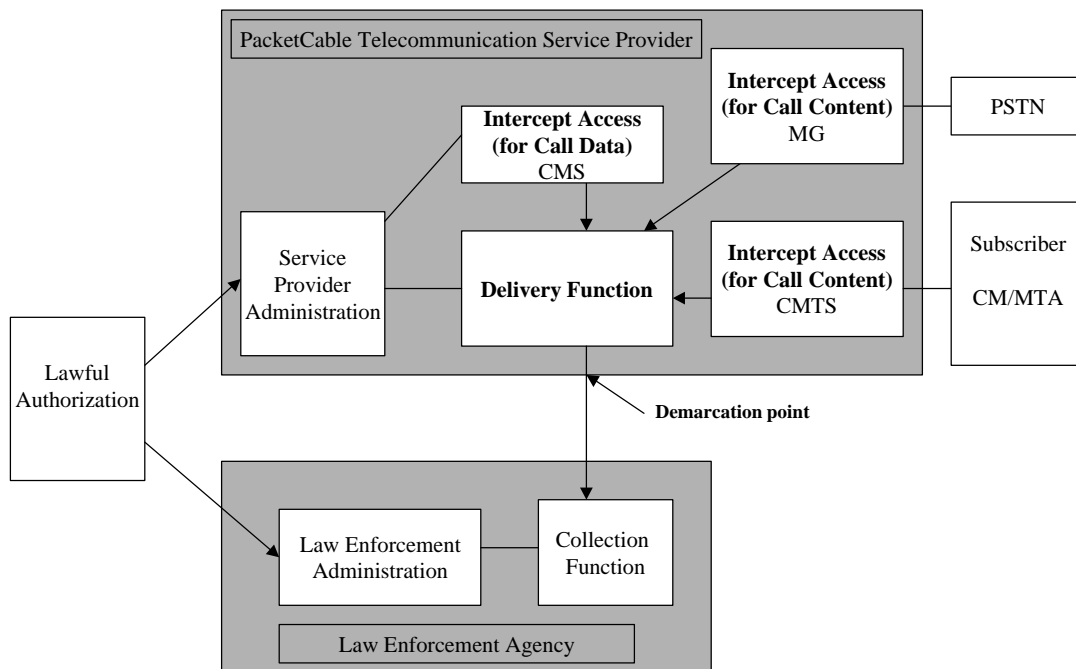 PacketCable Telecommunication Service Provider
Intercept Access
(for Call Content)
MG
PSTN
Intercept Access
(for Call Data)
CMS
Service
Provider
Administration
Delivery Function
Intercept Access
(for Call Content)
CMTS
Subscriber
CM/MTA
Lawful
Authorization
Demarcation point
Law Enforcement
Administration
Collection
Function
Law Enforcement Agency